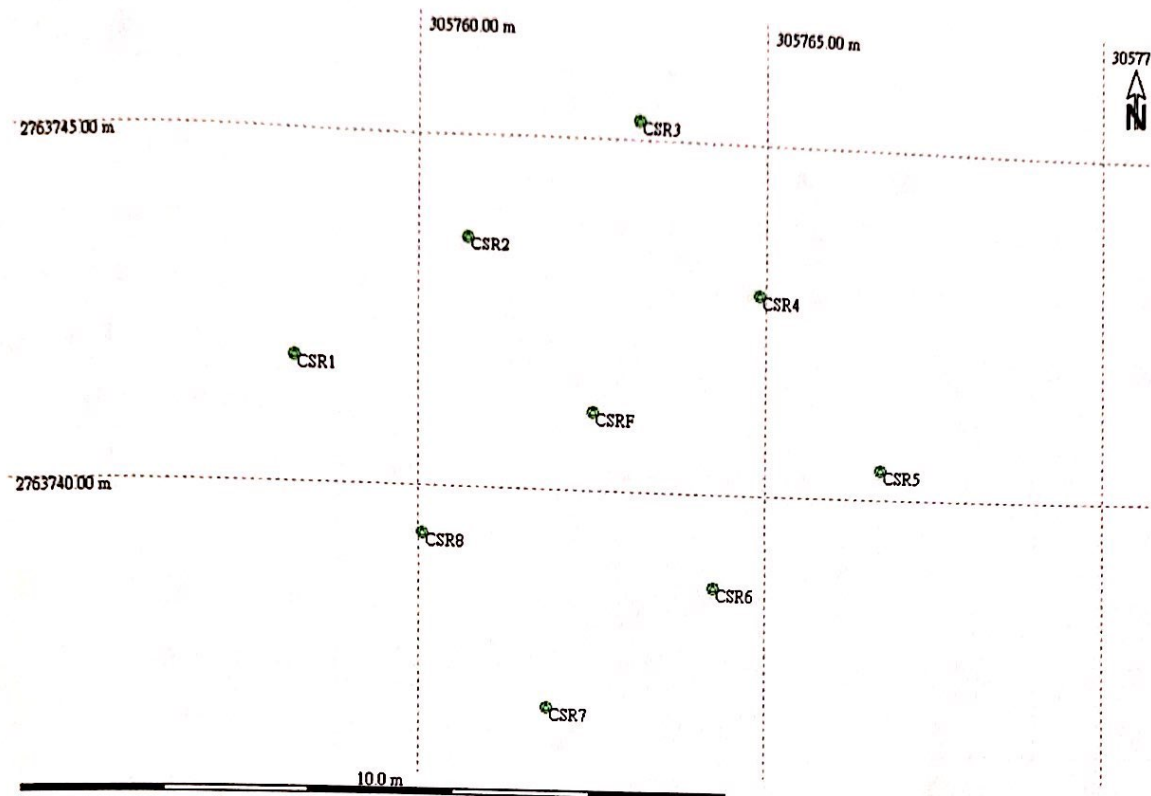 305760.00 m
305765.00 m
30577
N
2763745.00 m
CSR3
CSR2
CSR4
CSR1
CSRF
2763740.00 m
CSR5
CSR8
CSR6
CSR7
10.0 m